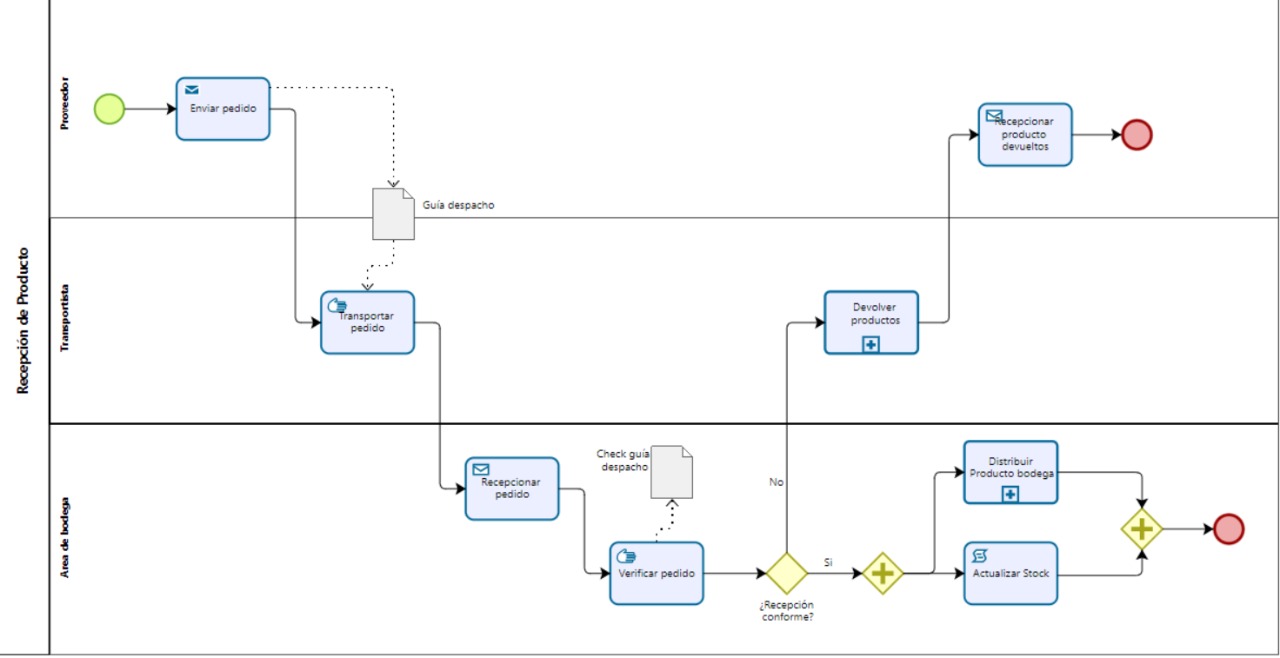 Recepción de Producto
Proveedor
Enviar pedido
Guía despacho
Recepcionar
producto
devueltos
Transportista
Transportar
pedido
Devolver
productos
Area de bodega
Recepcionar
pedido
Check guía
despacho
Verificar pedido
No
¿Recepción
conforme?
Si
Distribuir
Producto bodega
Actualizar Stock